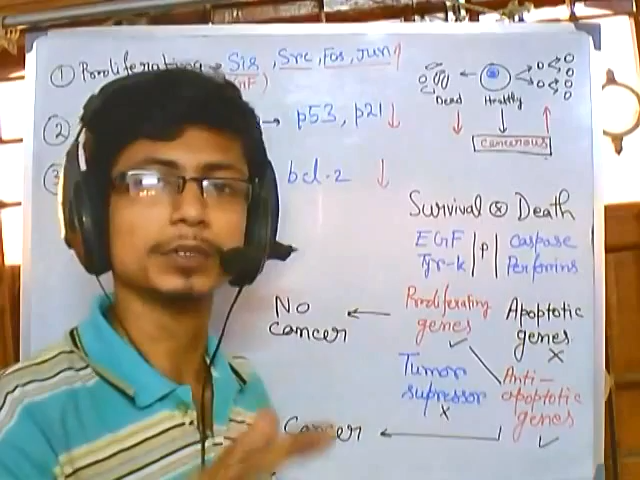 ① Proliferating → Sis, Src, Fos, Jun ↑
(GF)
② → p53, p21 ↓
③ bcl-2 ↓
Dead Healthy
Cancerous
Survival ⊗ Death
EGF | P | Caspase
Tyr-k Perforins
Proliferating genes ✓
Apoptotic genes ×
No cancer ←
Tumor supressor ×
Anti-apoptotic genes ✓
Cancer ←